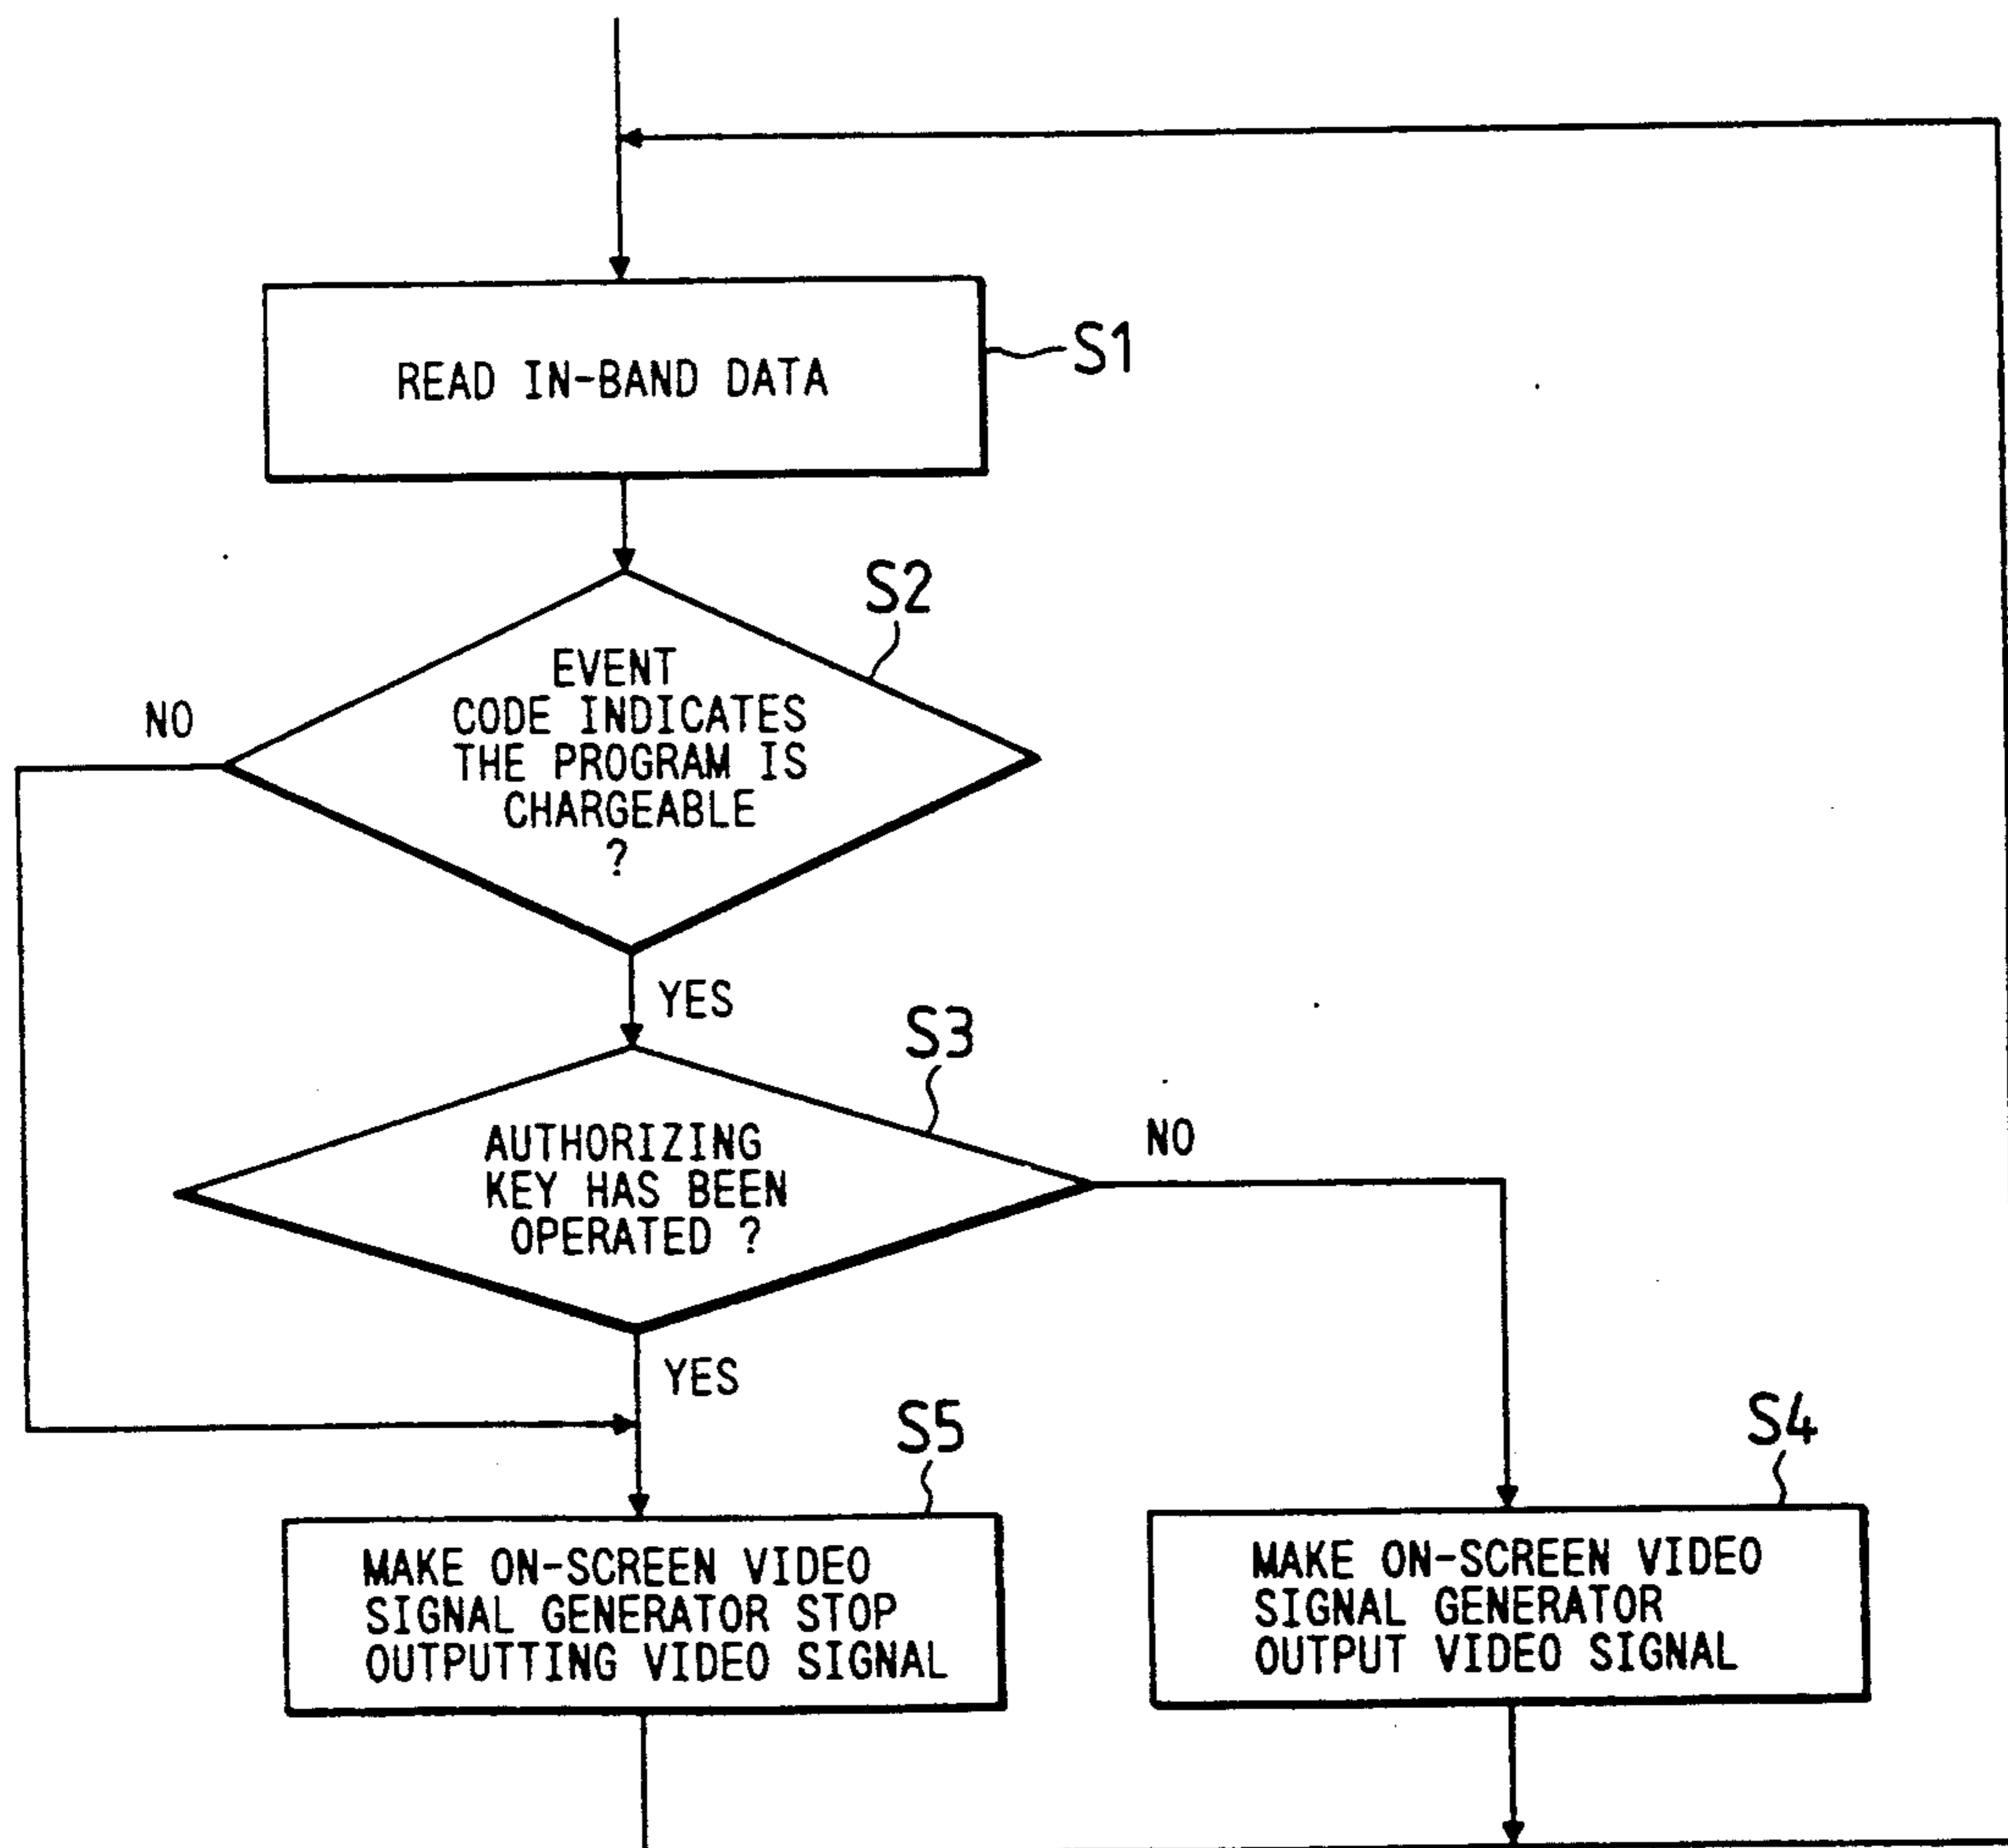 READ IN-BAND DATA
S1
S2
EVENT
CODE INDICATES
THE PROGRAM IS
CHARGEABLE
?
NO
YES
S3
AUTHORIZING
KEY HAS BEEN
OPERATED ?
NO
YES
S5
MAKE ON-SCREEN VIDEO
SIGNAL GENERATOR STOP
OUTPUTTING VIDEO SIGNAL
S4
MAKE ON-SCREEN VIDEO
SIGNAL GENERATOR
OUTPUT VIDEO SIGNAL